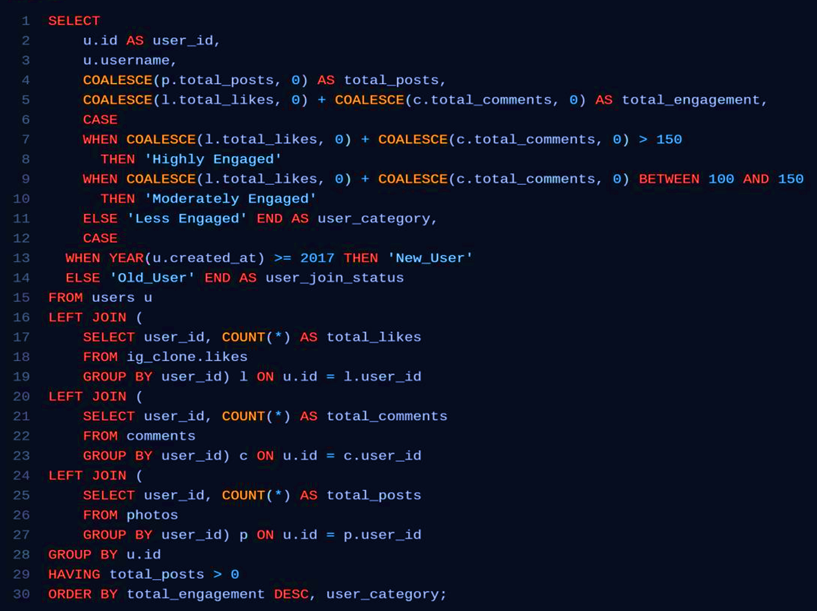 1 SELECT
2 u.id AS user_id,
3 u.username,
4 COALESCE(p.total_posts, 0) AS total_posts,
5 COALESCE(l.total_likes, 0) + COALESCE(c.total_comments, 0) AS total_engagement,
6 CASE
7 WHEN COALESCE(l.total_likes, 0) + COALESCE(c.total_comments, 0) > 150
8 THEN 'Highly Engaged'
9 WHEN COALESCE(l.total_likes, 0) + COALESCE(c.total_comments, 0) BETWEEN 100 AND 150
10 THEN 'Moderately Engaged'
11 ELSE 'Less Engaged' END AS user_category,
12 CASE
13 WHEN YEAR(u.created_at) >= 2017 THEN 'New_User'
14 ELSE 'Old_User' END AS user_join_status
15 FROM users u
16 LEFT JOIN (
17 SELECT user_id, COUNT(*) AS total_likes
18 FROM ig_clone.likes
19 GROUP BY user_id) l ON u.id = l.user_id
20 LEFT JOIN (
21 SELECT user_id, COUNT(*) AS total_comments
22 FROM comments
23 GROUP BY user_id) c ON u.id = c.user_id
24 LEFT JOIN (
25 SELECT user_id, COUNT(*) AS total_posts
26 FROM photos
27 GROUP BY user_id) p ON u.id = p.user_id
28 GROUP BY u.id
29 HAVING total_posts > 0
30 ORDER BY total_engagement DESC, user_category;